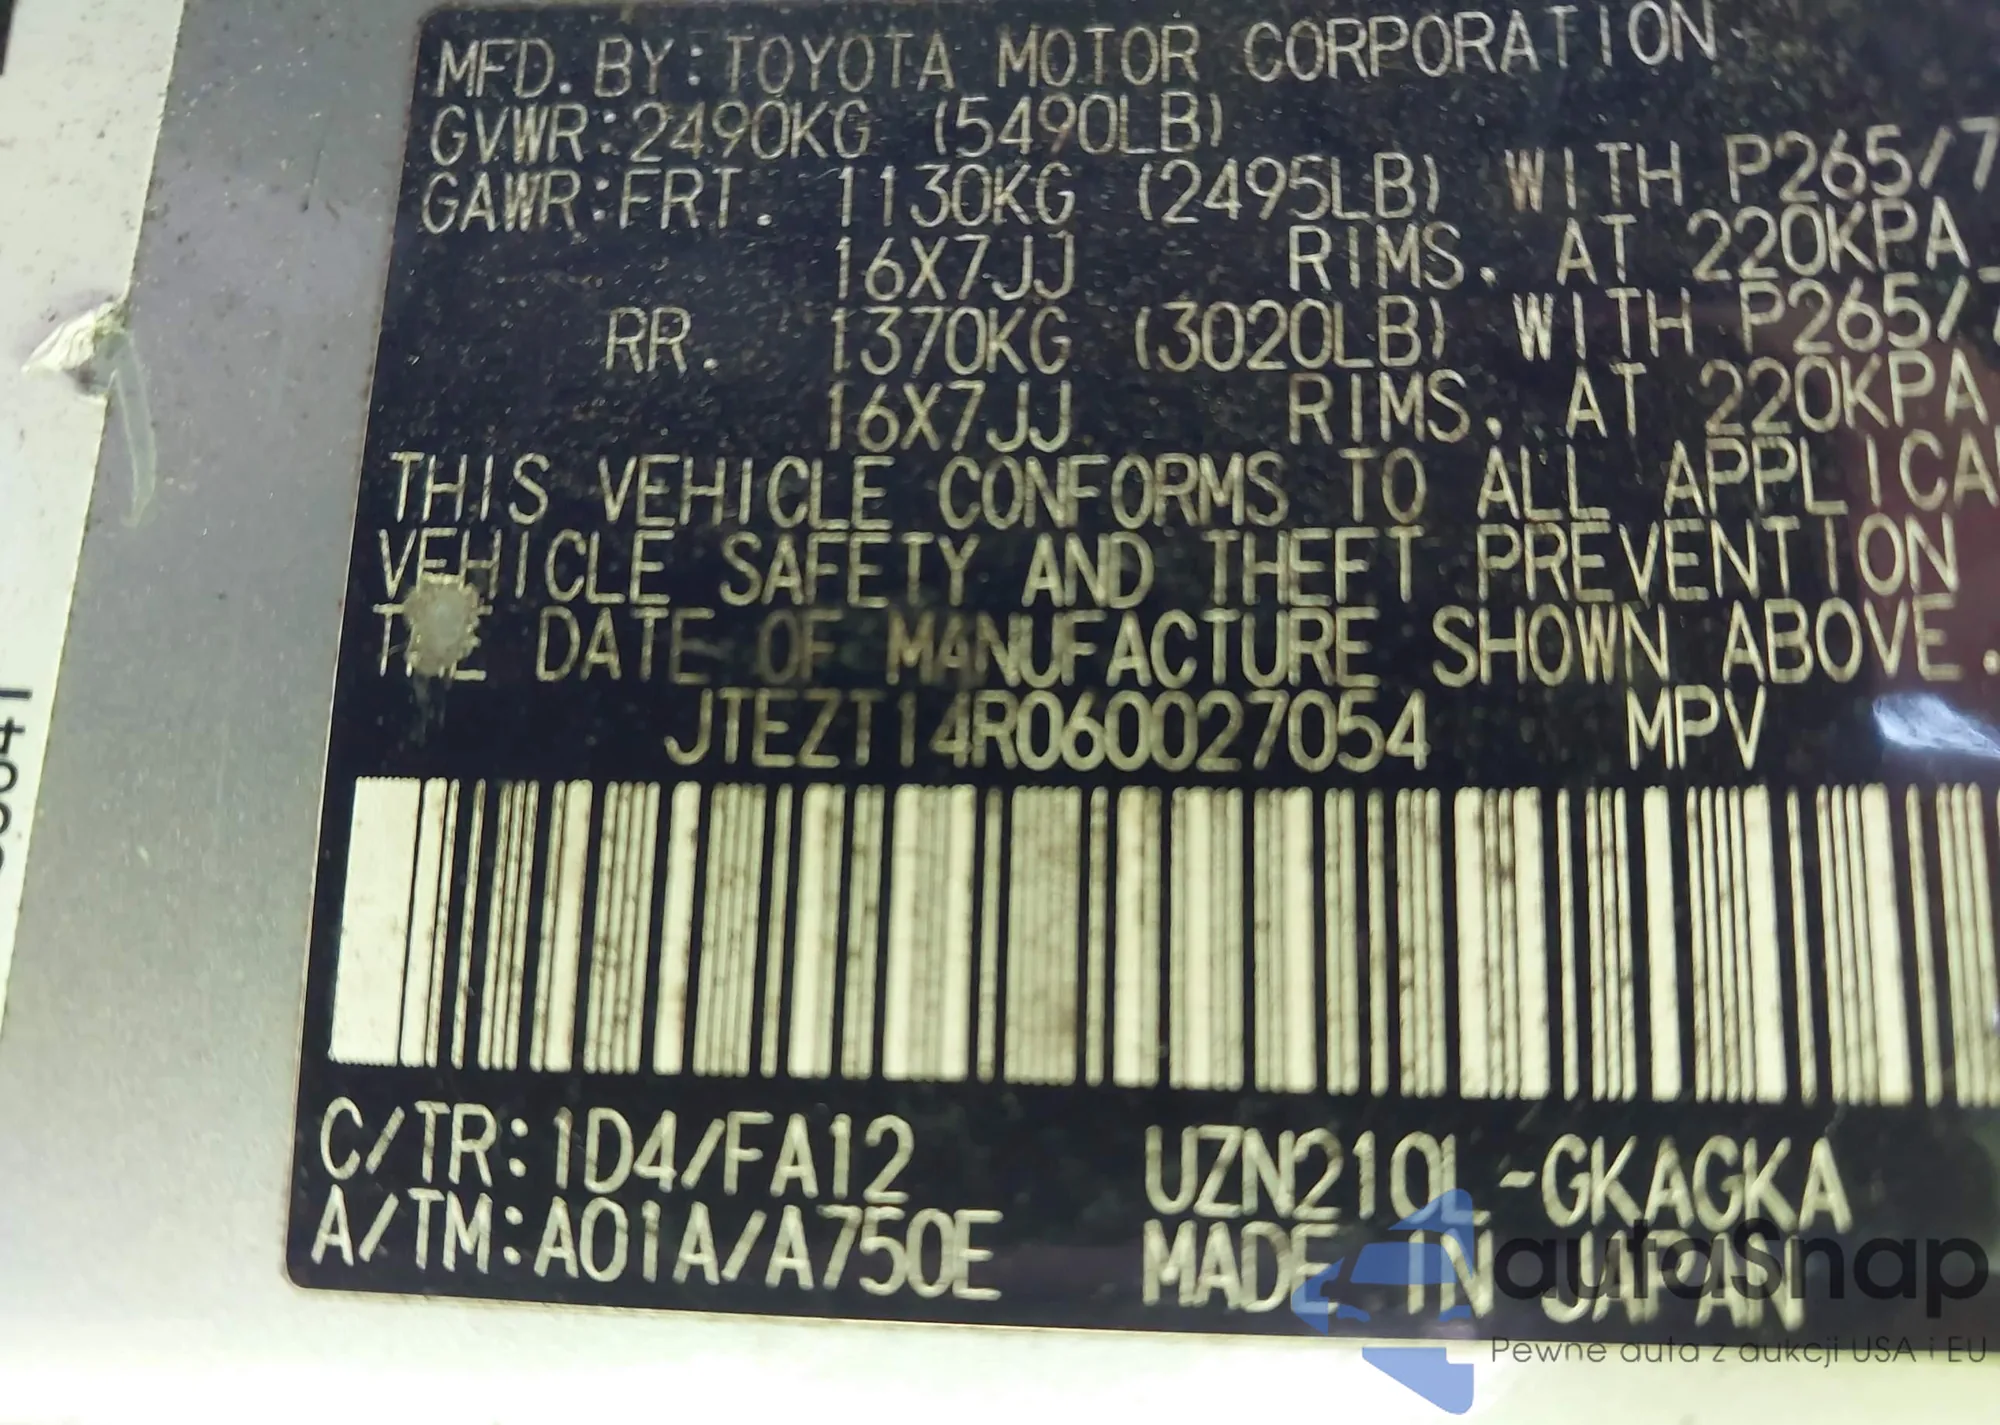 MFD. BY: TOYOTA MOTOR CORPORATION
GVWR: 2490KG (5490LB)
GAWR: FRT. 1130KG (2495LB) WITH P265/7
16X7JJ RIMS. AT 220KPA
RR. 1370KG (3020LB) WITH P265/7
16X7JJ RIMS. AT 220KPA
THIS VEHICLE CONFORMS TO ALL APPLICA
VEHICLE SAFETY AND THEFT PREVENTION
THE DATE OF MANUFACTURE SHOWN ABOVE.
JTEZT14R060027054 MPV
C/TR: 1D4/FA12 UZN210L-GKAGKA
A/TM: A01A/A750E MADE IN JAPAN
autoSnap
Pewne auta z aukcji USA i EU